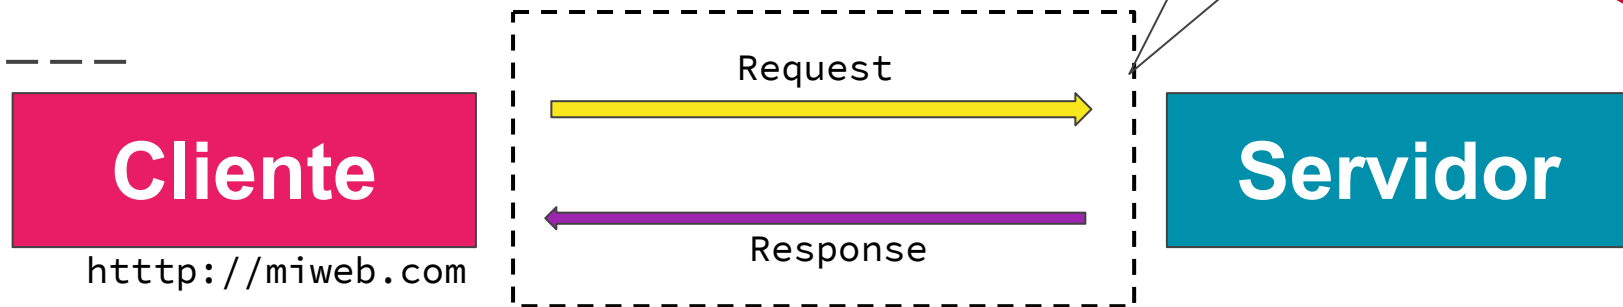 Request
Cliente
Servidor
Response
htttp://miweb.com